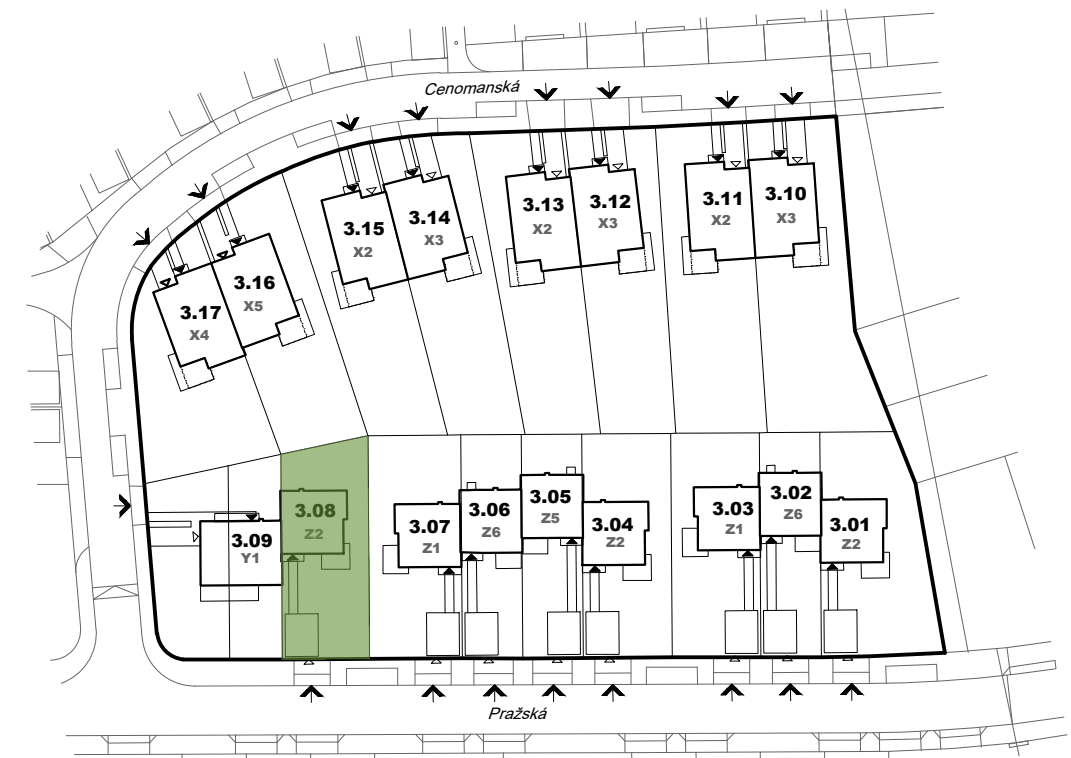 Cenomanská
3.15
X2
3.14
X3
3.13
X2
3.12
X3
3.11
X2
3.10
X3
3.17
X4
3.16
X5
3.09
Y1
3.08
Z2
3.07
Z1
3.06
Z6
3.05
Z5
3.04
Z2
3.03
Z1
3.02
Z6
3.01
Z2
Pražská